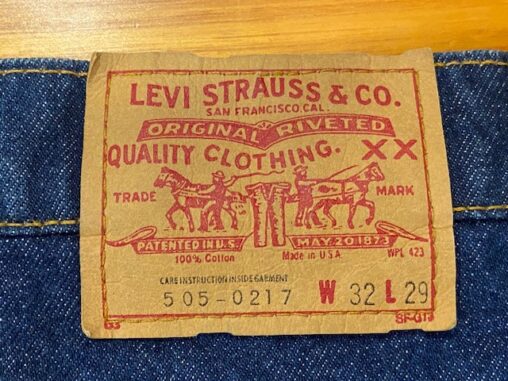 LEVI STRAUSS & CO.
SAN FRANCISCO, CAL.
ORIGINAL RIVETED
QUALITY CLOTHING. XX
TRADE MARK
PATENTED IN U.S. MAY 20 1873
100% Cotton Made in U.S.A. WPL 423
CARE INSTRUCTION INSIDE GARMENT
505-0217 W 32 L 29